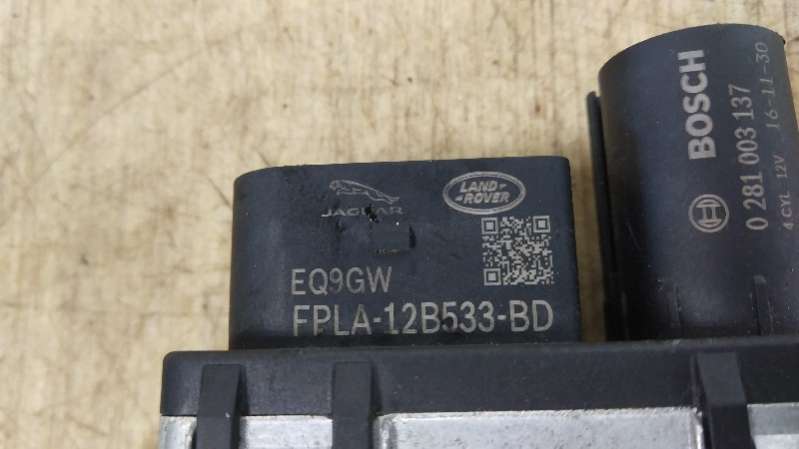 JAGUAR
LAND-
-ROVER
EQ9GW
FPLA-12B533-BD
BOSCH
0 281 003 137
4 CYL 12V 16-11-30